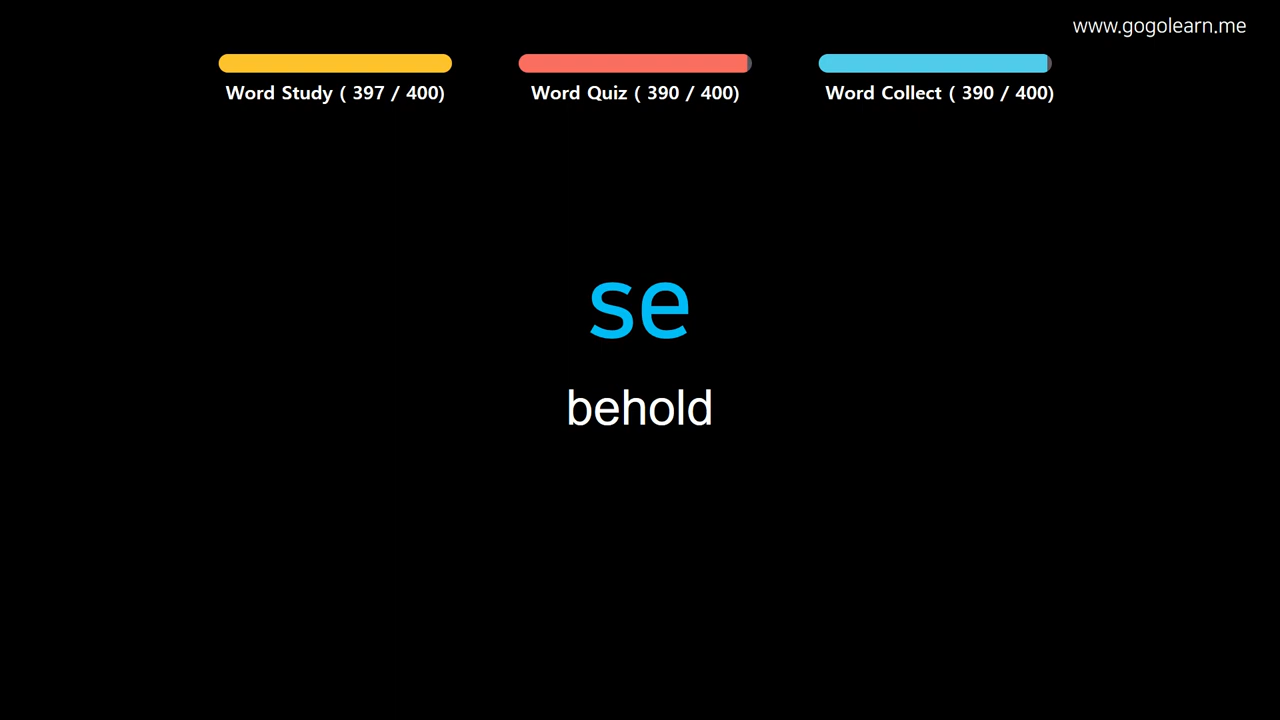 www.gogolearn.me
Word Study ( 397 / 400)
Word Quiz ( 390 / 400)
Word Collect ( 390 / 400)
se
behold